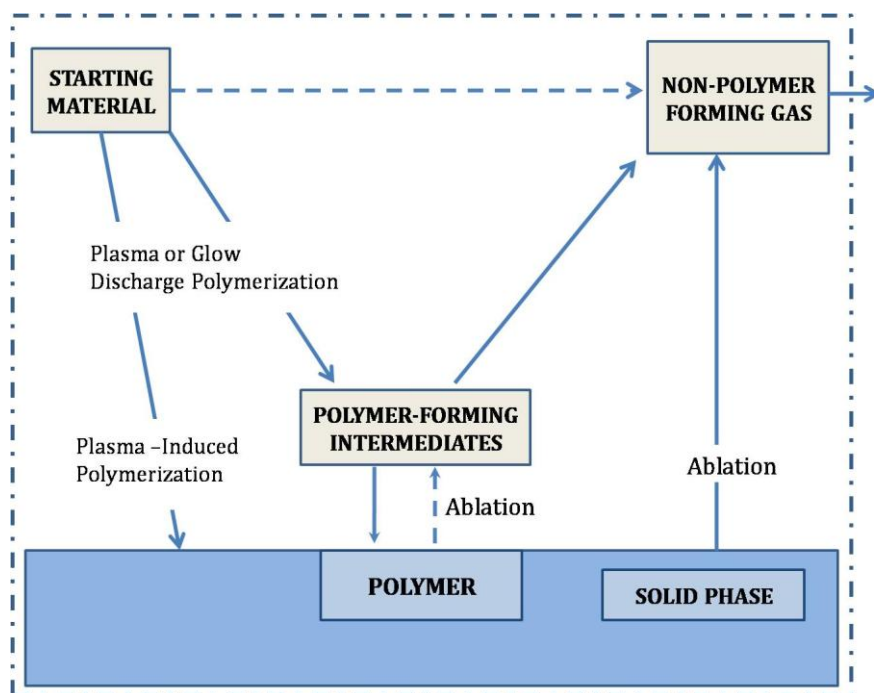 STARTING
MATERIAL
NON-POLYMER
FORMING GAS
Plasma or Glow
Discharge Polymerization
POLYMER-FORMING
INTERMEDIATES
Plasma –Induced
Polymerization
Ablation
Ablation
POLYMER
SOLID PHASE